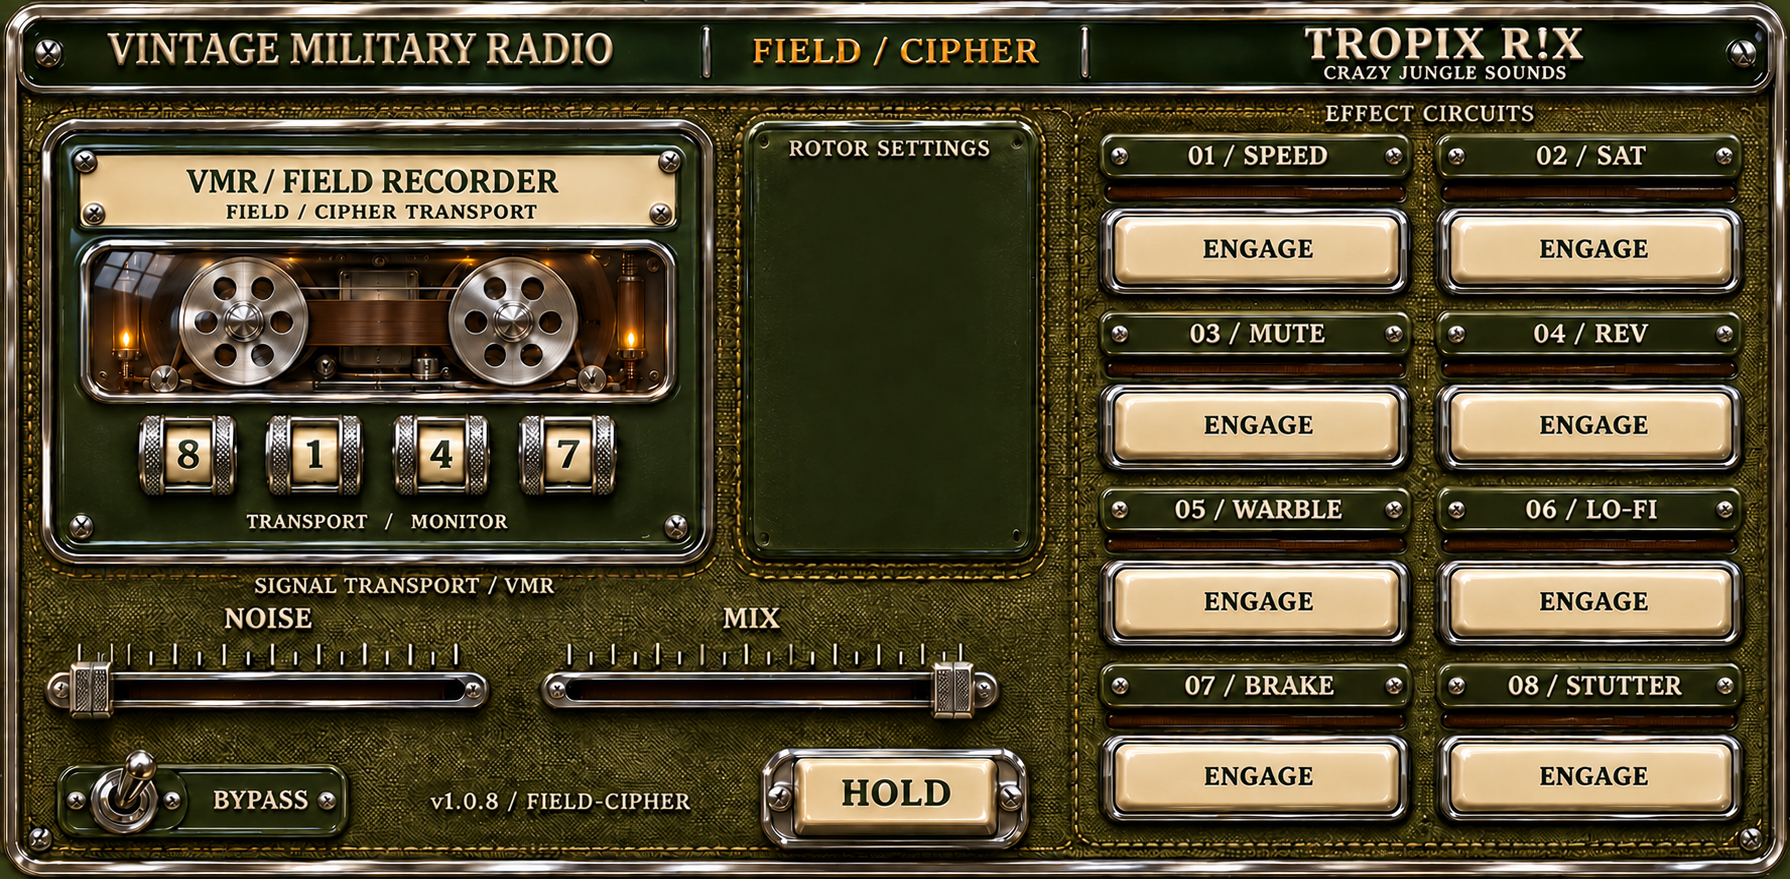 VINTAGE MILITARY RADIO
FIELD / CIPHER
TROPIX R!X
CRAZY JUNGLE SOUNDS
VMR / FIELD RECORDER
FIELD / CIPHER TRANSPORT
8 1 4 7
TRANSPORT / MONITOR
SIGNAL TRANSPORT / VMR
NOISE
MIX
BYPASS
v1.0.8 / FIELD-CIPHER
HOLD
ROTOR SETTINGS
EFFECT CIRCUITS
01 / SPEED
02 / SAT
ENGAGE
ENGAGE
03 / MUTE
04 / REV
ENGAGE
ENGAGE
05 / WARBLE
06 / LO-FI
ENGAGE
ENGAGE
07 / BRAKE
08 / STUTTER
ENGAGE
ENGAGE